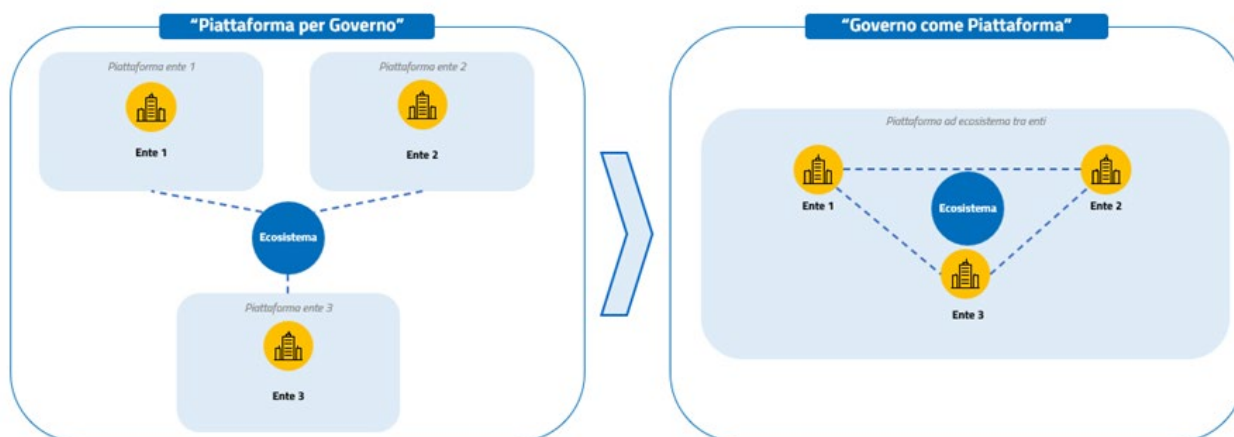 “Piattaforma per Governo”
Piattaforma ente 1
Piattaforma ente 2
Ente 1
Ente 2
Ecosistema
Piattaforma ente 3
Ente 3
“Governo come Piattaforma”
Piattaforma ad ecosistema tra enti
Ente 1
Ecosistema
Ente 2
Ente 3